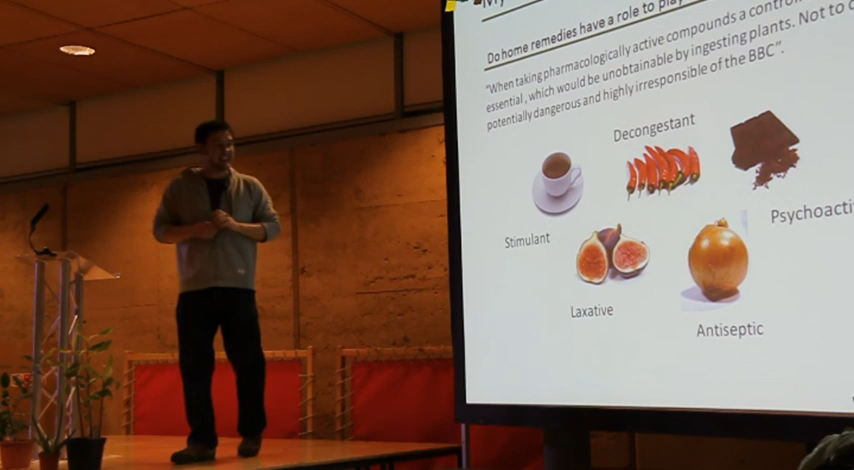 Do home remedies have a role to play
"When taking pharmacologically active compounds a control
essential, which would be unobtainable by ingesting plants. Not to
potentially dangerous and highly irresponsible of the BBC".
Decongestant
Stimulant
Psychoacti
Laxative
Antiseptic